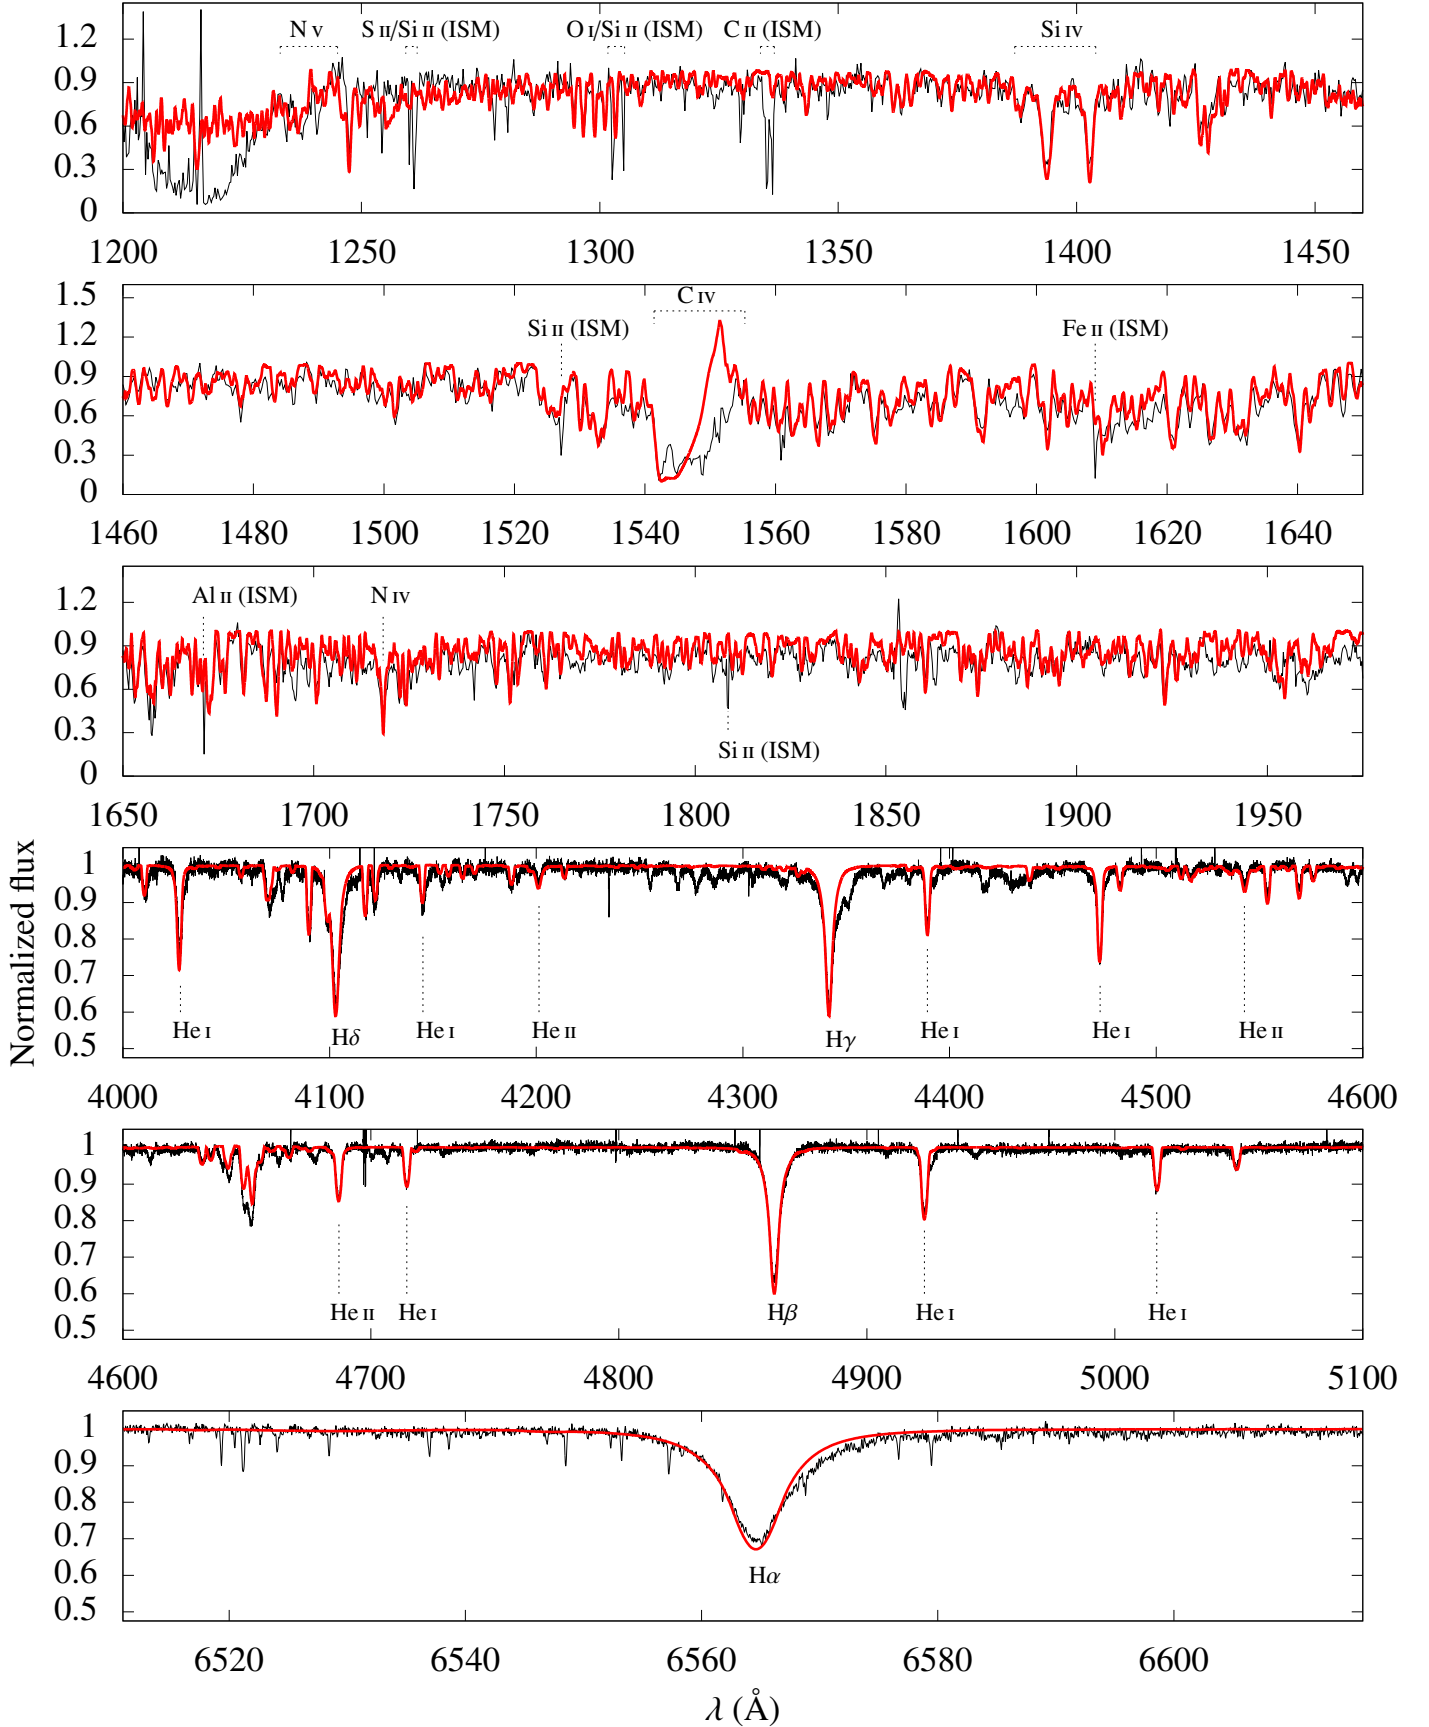 N V S II/Si II (ISM) O I/Si II (ISM) C II (ISM) Si IV
1.2
0.9
0.6
0.3
0
1200 1250 1300 1350 1400 1450
1.5
C IV
1.2
Si II (ISM) Fe II (ISM)
0.9
0.6
0.3
0
1460 1480 1500 1520 1540 1560 1580 1600 1620 1640
Al II (ISM) N IV
1.2
0.9
0.6
0.3
Si II (ISM)
0
1650 1700 1750 1800 1850 1900 1950
Normalized flux
1
0.9
0.8
0.7
0.6
He I Hδ He I He II Hγ He I He I He II
0.5
4000 4100 4200 4300 4400 4500 4600
1
0.9
0.8
0.7
0.6
He II He I Hβ He I He I
0.5
4600 4700 4800 4900 5000 5100
1
0.9
0.8
0.7
0.6
Hα
0.5
6520 6540 6560 6580 6600
λ (Å)